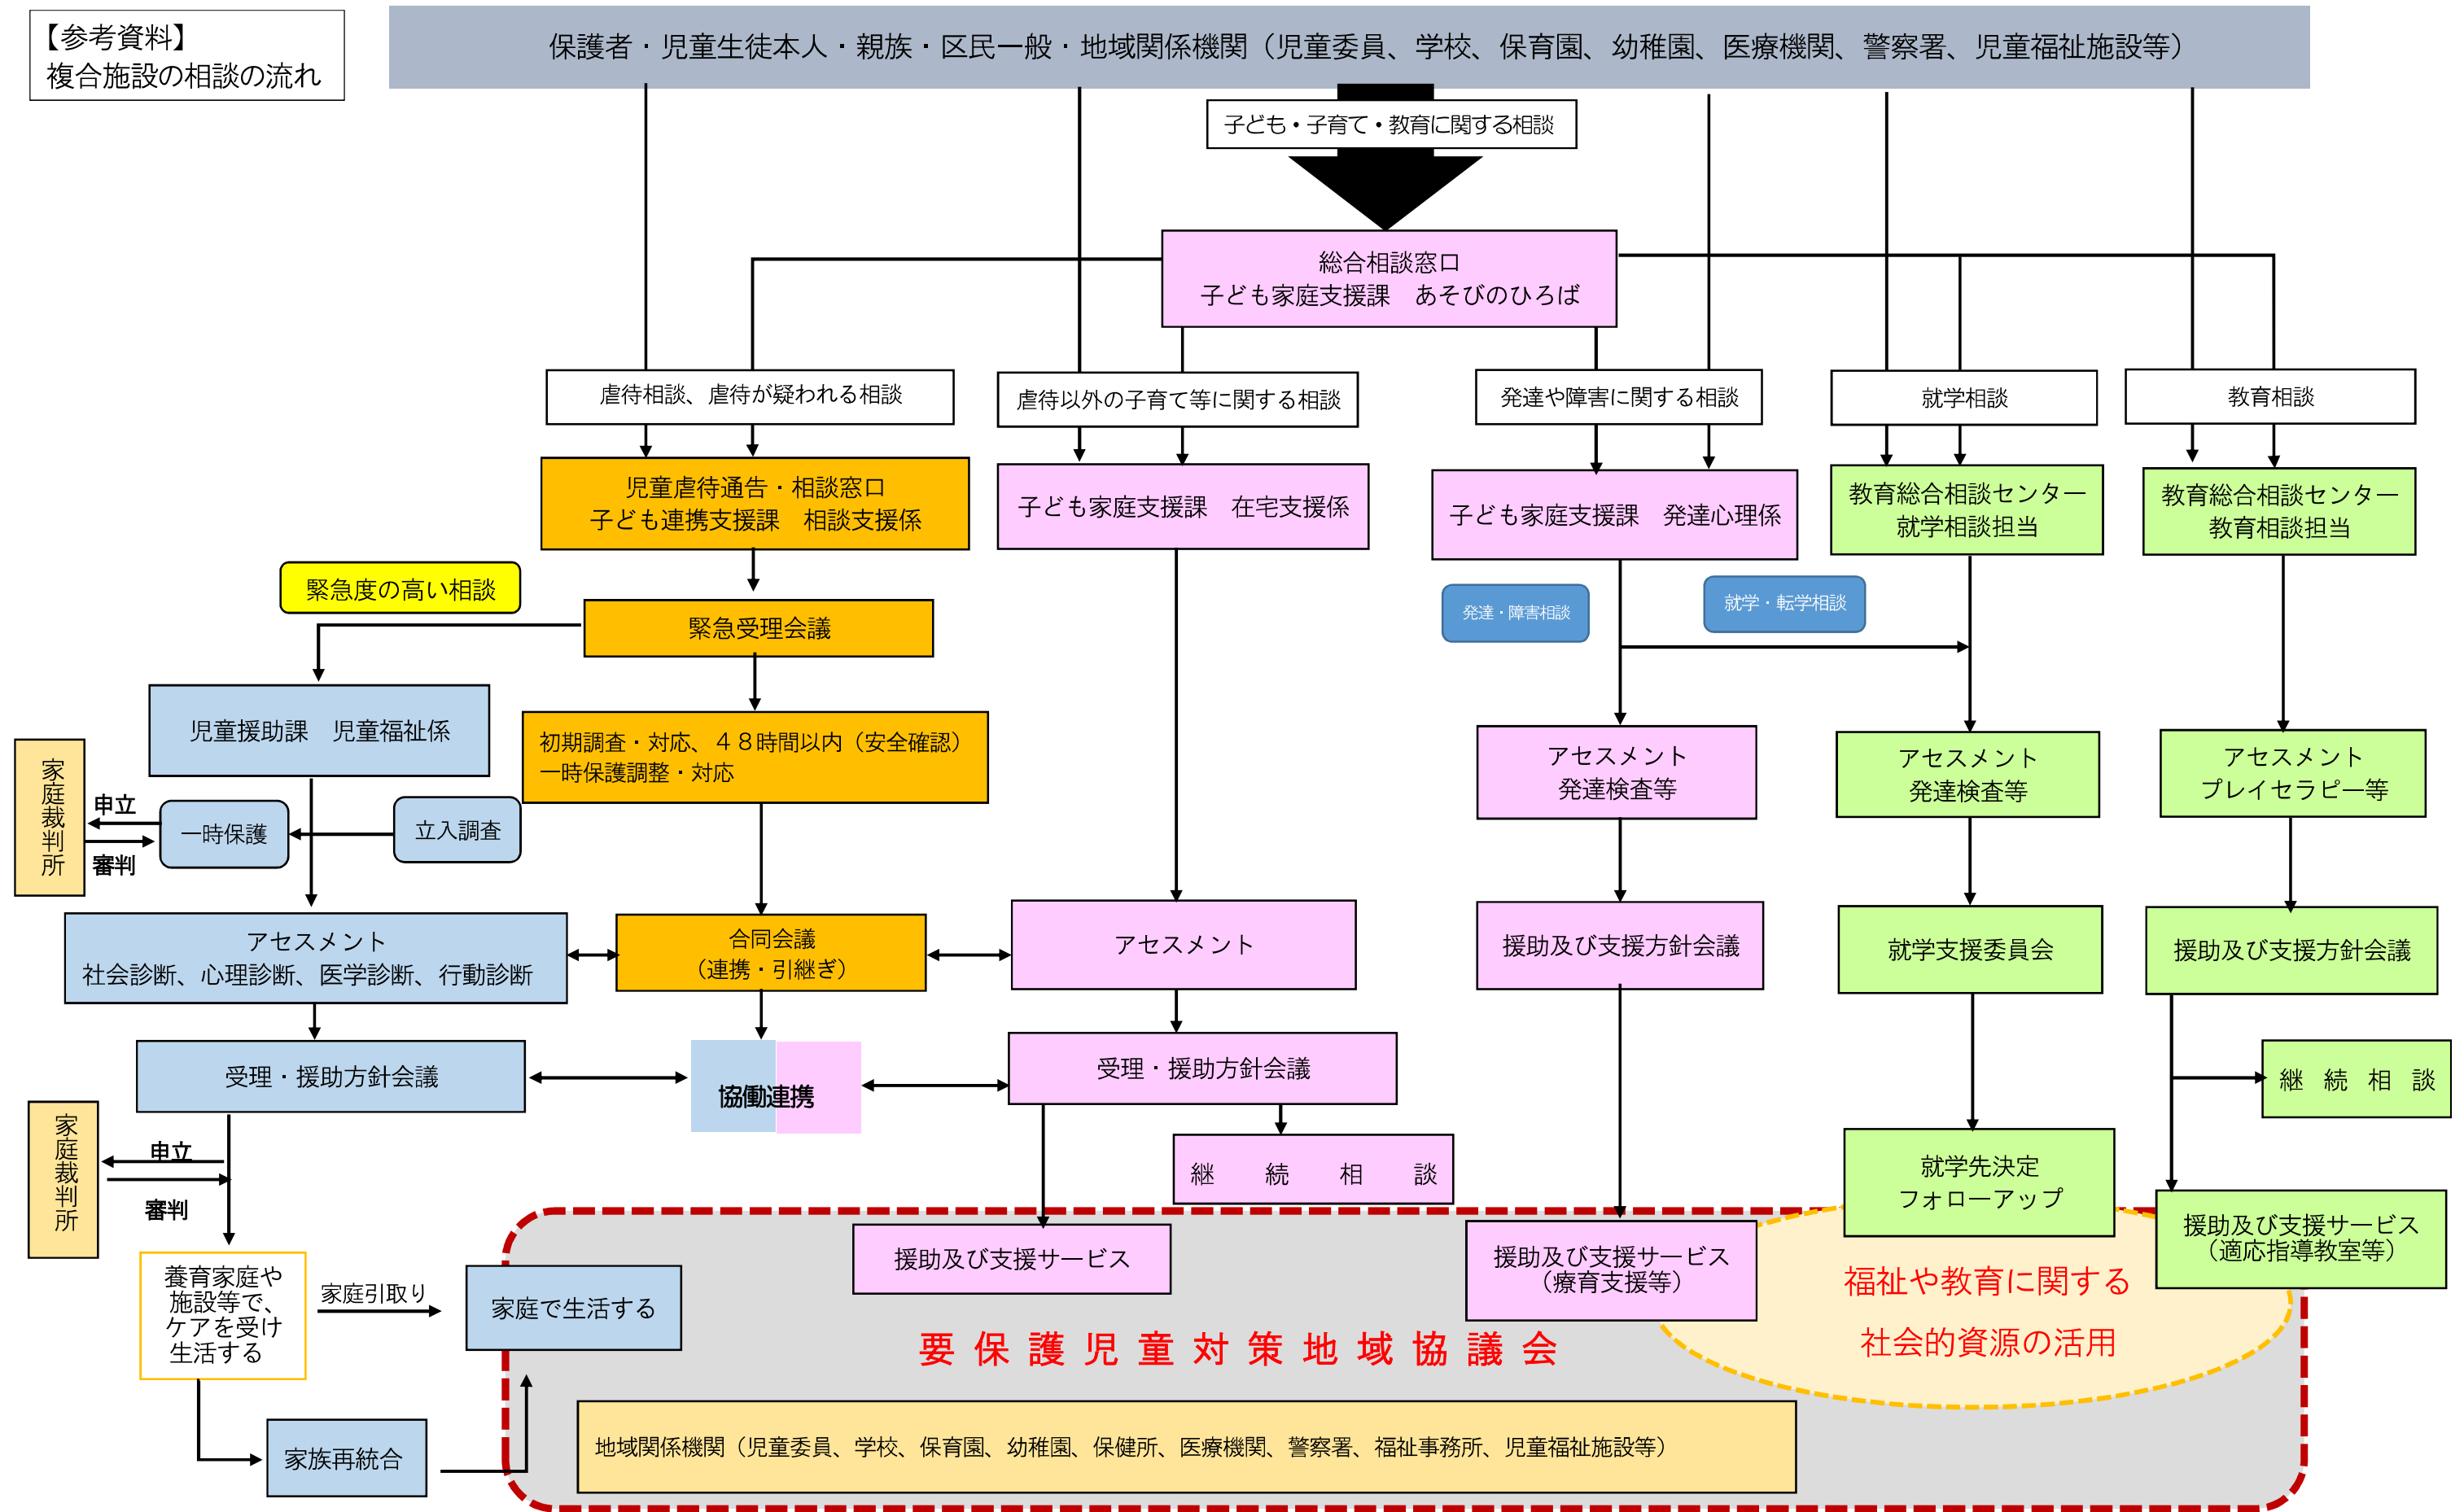 【参考資料】
複合施設の相談の流れ
保護者・児童生徒本人・親族・区民一般・地域関係機関（児童委員、学校、保育園、幼稚園、医療機関、警察署、児童福祉施設等）
子ども・子育て・教育に関する相談
総合相談窓口
子ども家庭支援課　あそびのひろば
虐待相談、虐待が疑われる相談
虐待以外の子育て等に関する相談
発達や障害に関する相談
就学相談
教育相談
児童虐待通告・相談窓口
子ども連携支援課　相談支援係
子ども家庭支援課　在宅支援係
子ども家庭支援課　発達心理係
教育総合相談センター
就学相談担当
教育総合相談センター
教育相談担当
緊急度の高い相談
緊急受理会議
発達・障害相談
就学・転学相談
児童援助課　児童福祉係
初期調査・対応、４８時間以内（安全確認）
一時保護調整・対応
アセスメント
発達検査等
アセスメント
発達検査等
アセスメント
プレイセラピー等
家庭裁判所
申立
審判
一時保護
立入調査
アセスメント
社会診断、心理診断、医学診断、行動診断
合同会議
（連携・引継ぎ）
アセスメント
援助及び支援方針会議
就学支援委員会
援助及び支援方針会議
受理・援助方針会議
協働連携
受理・援助方針会議
継　続　相　談
家庭裁判所
申立
審判
継　続　相　談
就学先決定
フォローアップ
援助及び支援サービス
援助及び支援サービス
（療育支援等）
援助及び支援サービス
（適応指導教室等）
養育家庭や
施設等で、
ケアを受け
生活する
家庭引取り
家庭で生活する
福祉や教育に関する
社会的資源の活用
要保護児童対策地域協議会
家族再統合
地域関係機関（児童委員、学校、保育園、幼稚園、保健所、医療機関、警察署、福祉事務所、児童福祉施設等）